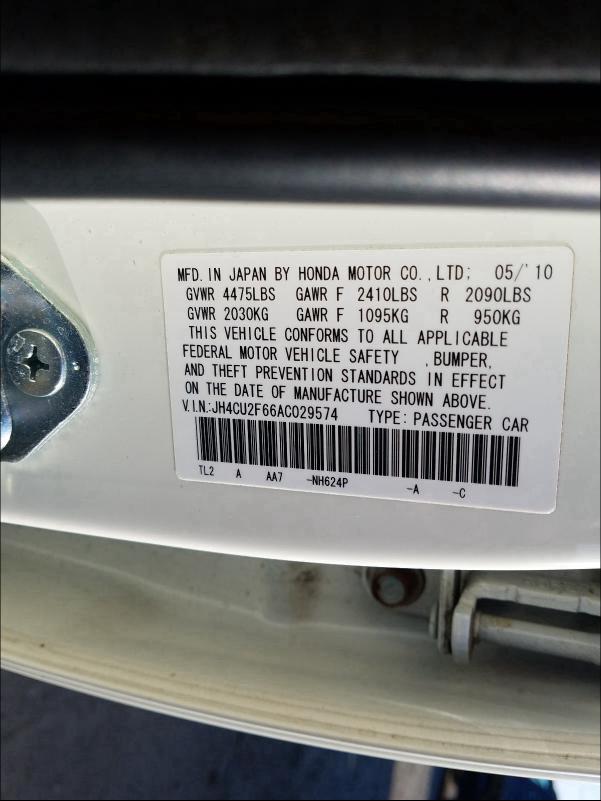 MFD. IN JAPAN BY HONDA MOTOR CO.,LTD; 05/'10
GVWR 4475LBS GAWR F 2410LBS R 2090LBS
GVWR 2030KG GAWR F 1095KG R 950KG
THIS VEHICLE CONFORMS TO ALL APPLICABLE
FEDERAL MOTOR VEHICLE SAFETY ,BUMPER,
AND THEFT PREVENTION STANDARDS IN EFFECT
ON THE DATE OF MANUFACTURE SHOWN ABOVE.
V.I.N.:JH4CU2F66AC029574 TYPE: PASSENGER CAR
TL2 A AA7 -NH624P -A -C